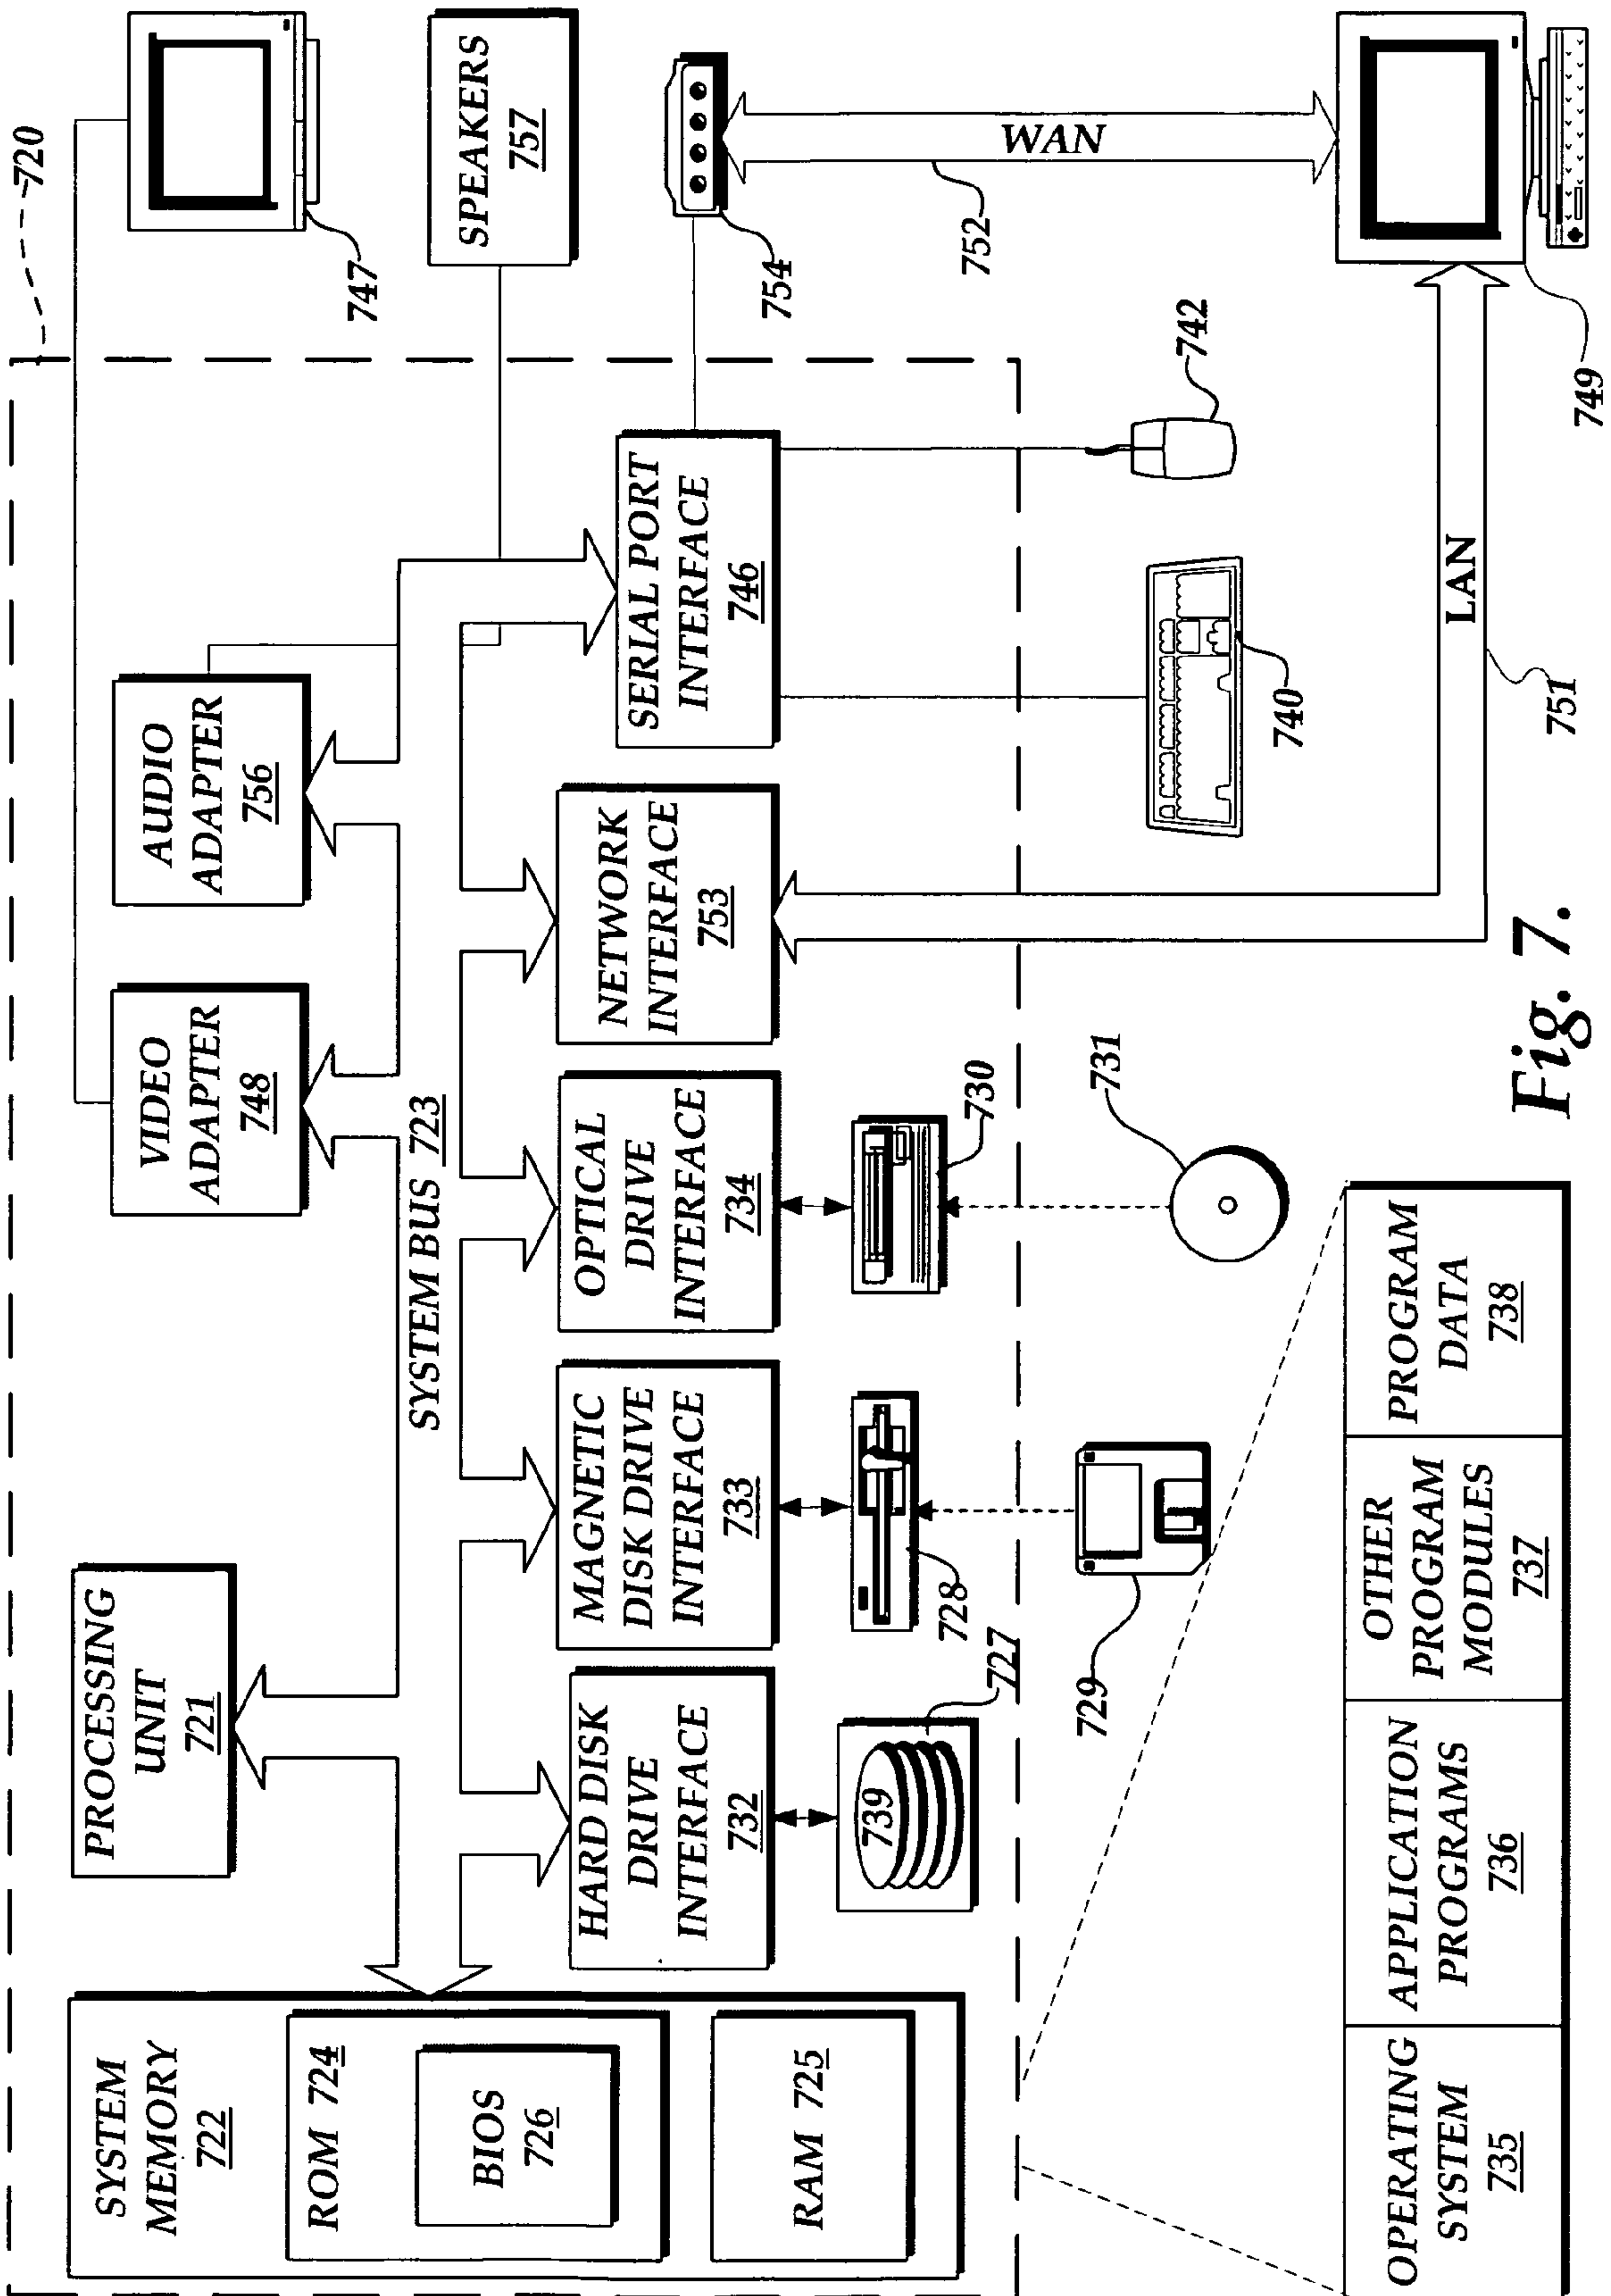 720
SYSTEM
MEMORY
722
ROM 724
BIOS
726
RAM 725
PROCESSING
UNIT
721
VIDEO
ADAPTER
748
AUDIO
ADAPTER
756
747
SYSTEM BUS 723
SPEAKERS
757
HARD DISK
DRIVE
INTERFACE
732
MAGNETIC
DISK DRIVE
INTERFACE
733
OPTICAL
DRIVE
INTERFACE
734
NETWORK
INTERFACE
753
SERIAL PORT
INTERFACE
746
754
739
727
728
730
752
WAN
729
731
740
742
LAN
751
749
OPERATING
SYSTEM
735
APPLICATION
PROGRAMS
736
OTHER
PROGRAM
MODULES
737
PROGRAM
DATA
738
Fig. 7.